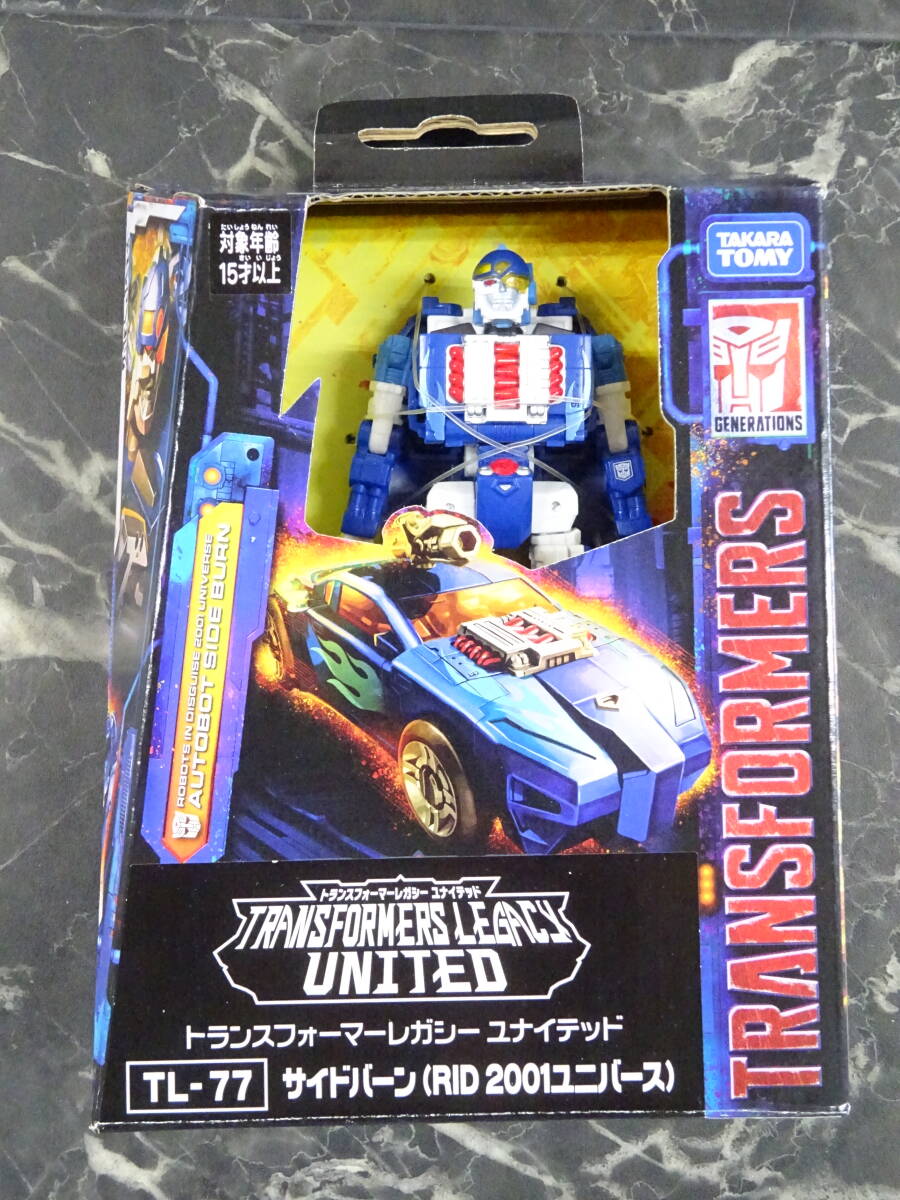 たいしょうねんれい
対象年齢
さいいじょう
15才以上
TAKARA
TOMY
GENERATIONS
TRANSFORMERS
ROBOTS IN DISGUISE 2001 UNIVERSE
AUTOBOT SIDE BURN
トランスフォーマーレガシー ユナイテッド
TRANSFORMERS LEGACY
UNITED
トランスフォーマーレガシー ユナイテッド
TL-77 サイドバーン(RID 2001ユニバース)